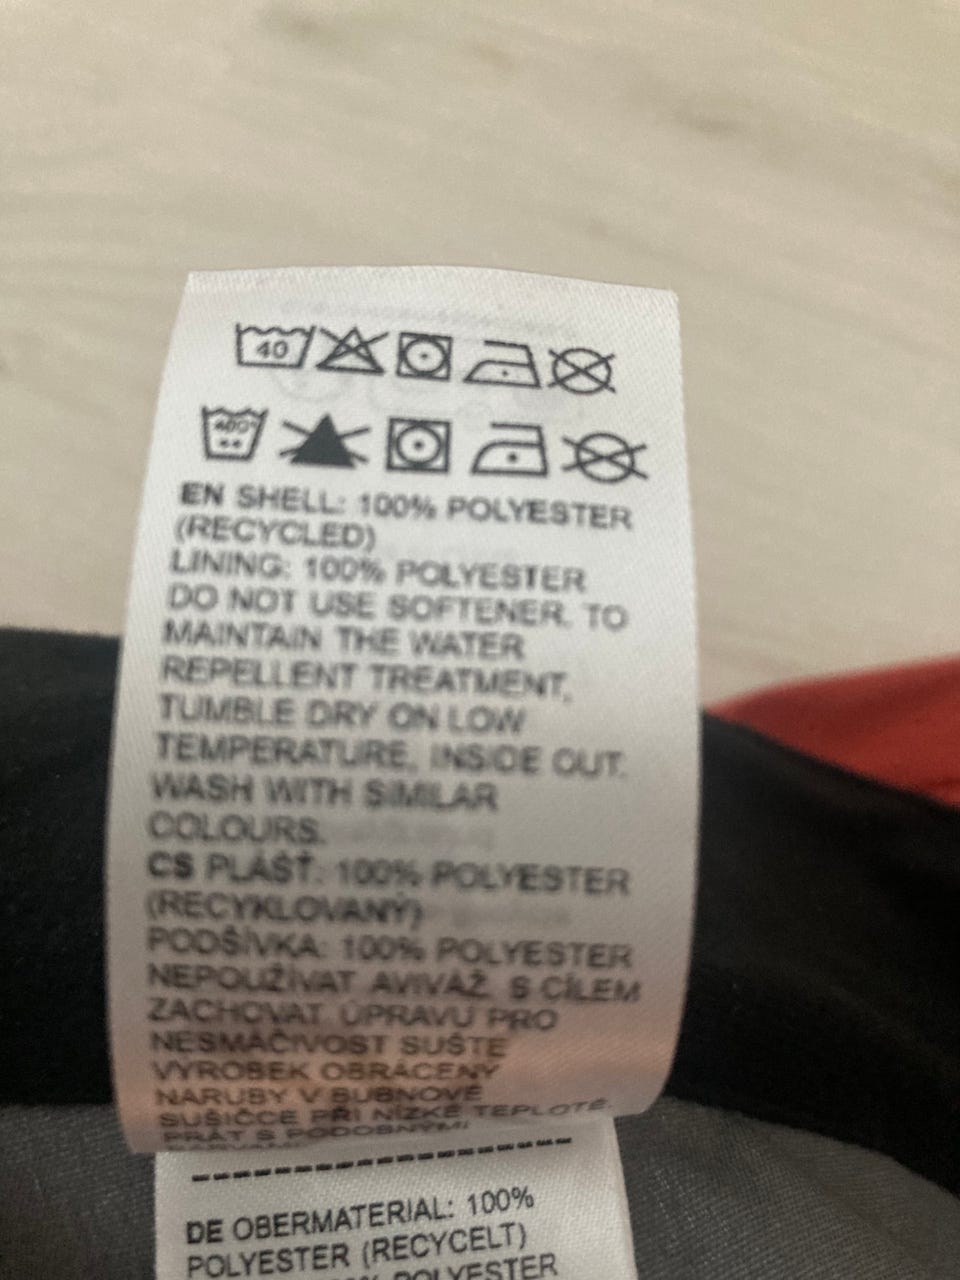 40
40C°
EN SHELL: 100% POLYESTER
(RECYCLED)
LINING: 100% POLYESTER
DO NOT USE SOFTENER. TO
MAINTAIN THE WATER
REPELLENT TREATMENT,
TUMBLE DRY ON LOW
TEMPERATURE, INSIDE OUT.
WASH WITH SIMILAR
COLOURS.
CS PLÁŠŤ: 100% POLYESTER
(RECYKLOVANÝ)
PODŠÍVKA: 100% POLYESTER
NEPOUŽÍVAT AVIVÁŽ. S CÍLEM
ZACHOVAT ÚPRAVU PRO
NESMÁČIVOST SUŠTE
VÝROBEK OBRÁCENÝ
NARUBY V BUBNOVÉ
SUŠIČCE PŘI NÍZKÉ TEPLOTĚ.
PRÁT S PODOBNÝMI
DE OBERMATERIAL: 100%
POLYESTER (RECYCELT)
POLYESTER